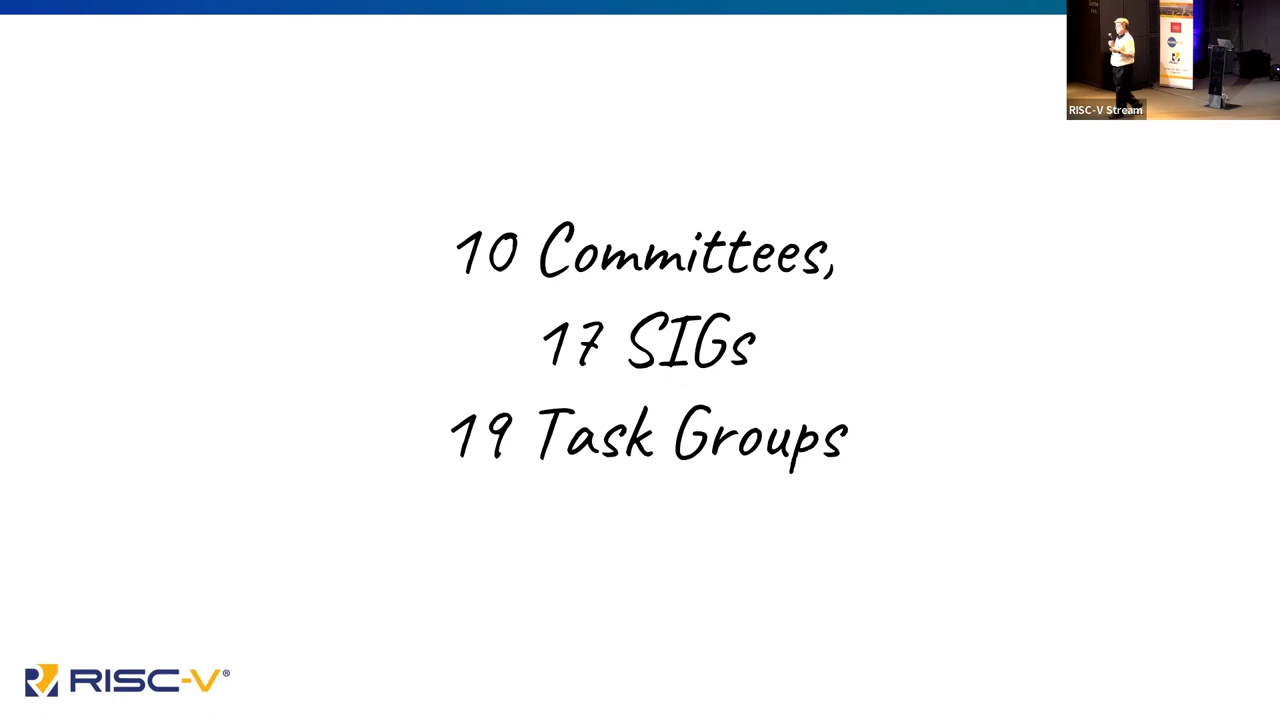 RISC-V Stream
10 Committees,
17 SIGs
19 Task Groups
RISC-V®